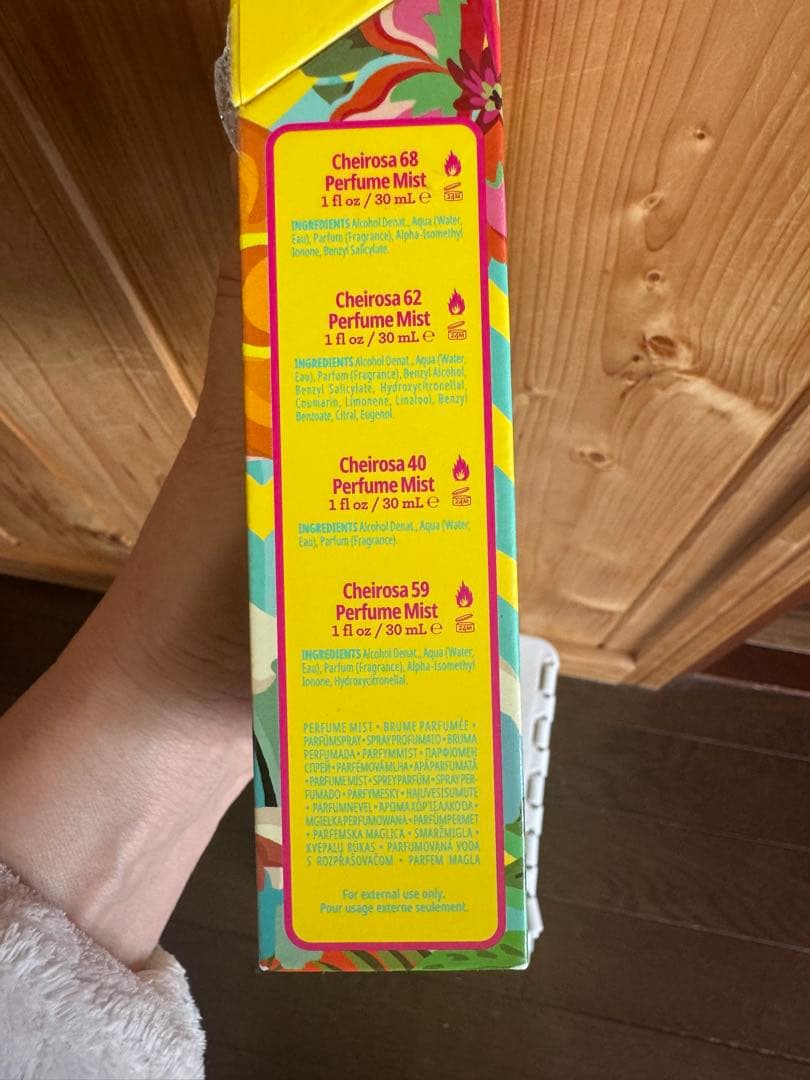 Cheirosa 68
Perfume Mist
1 fl oz / 30 mL ℮
24M
INGREDIENTS Alcohol Denat., Aqua (Water,
Eau), Parfum (Fragrance), Alpha-Isomethyl
Ionone, Benzyl Salicylate.
Cheirosa 62
Perfume Mist
1 fl oz / 30 mL ℮
24M
INGREDIENTS Alcohol Denat., Aqua (Water,
Eau), Parfum (Fragrance), Benzyl Alcohol,
Benzyl Salicylate, Hydroxycitronellal,
Coumarin, Limonene, Linalool, Benzyl
Benzoate, Citral, Eugenol.
Cheirosa 40
Perfume Mist
1 fl oz / 30 mL ℮
24M
INGREDIENTS Alcohol Denat., Aqua (Water,
Eau), Parfum (Fragrance).
Cheirosa 59
Perfume Mist
1 fl oz / 30 mL ℮
24M
INGREDIENTS Alcohol Denat., Aqua (Water,
Eau), Parfum (Fragrance), Alpha-Isomethyl
Ionone, Hydroxycitronellal.
PERFUME MIST • BRUME PARFUMÉE •
PARFÜMSPRAY • SPRAY PROFUMATO • BRUMA
PERFUMADA • PARFYMMIST • ПАРФЮМЕН
СПРЕЙ • PARFÉMOVÁ MLHA • APĂ PARFUMATĂ
• PARFUME MIST • SPREY PARFÜM • SPRAY PER-
FUMADO • PARFYMESKY • HAJUVESISUMUTE
• PARFUMNEVEL •
MGIEŁKA PERFUMOWANA • PARFÜMPERMET
• PARFEMSKA MAGLICA • SMARŽMIGLA •
KVEPALŲ RŪKAS • PARFUMOVANÁ VODA
S ROZPRAŠOVAČOM • PARFEM MAGLA
For external use only.
Pour usage externe seulement.